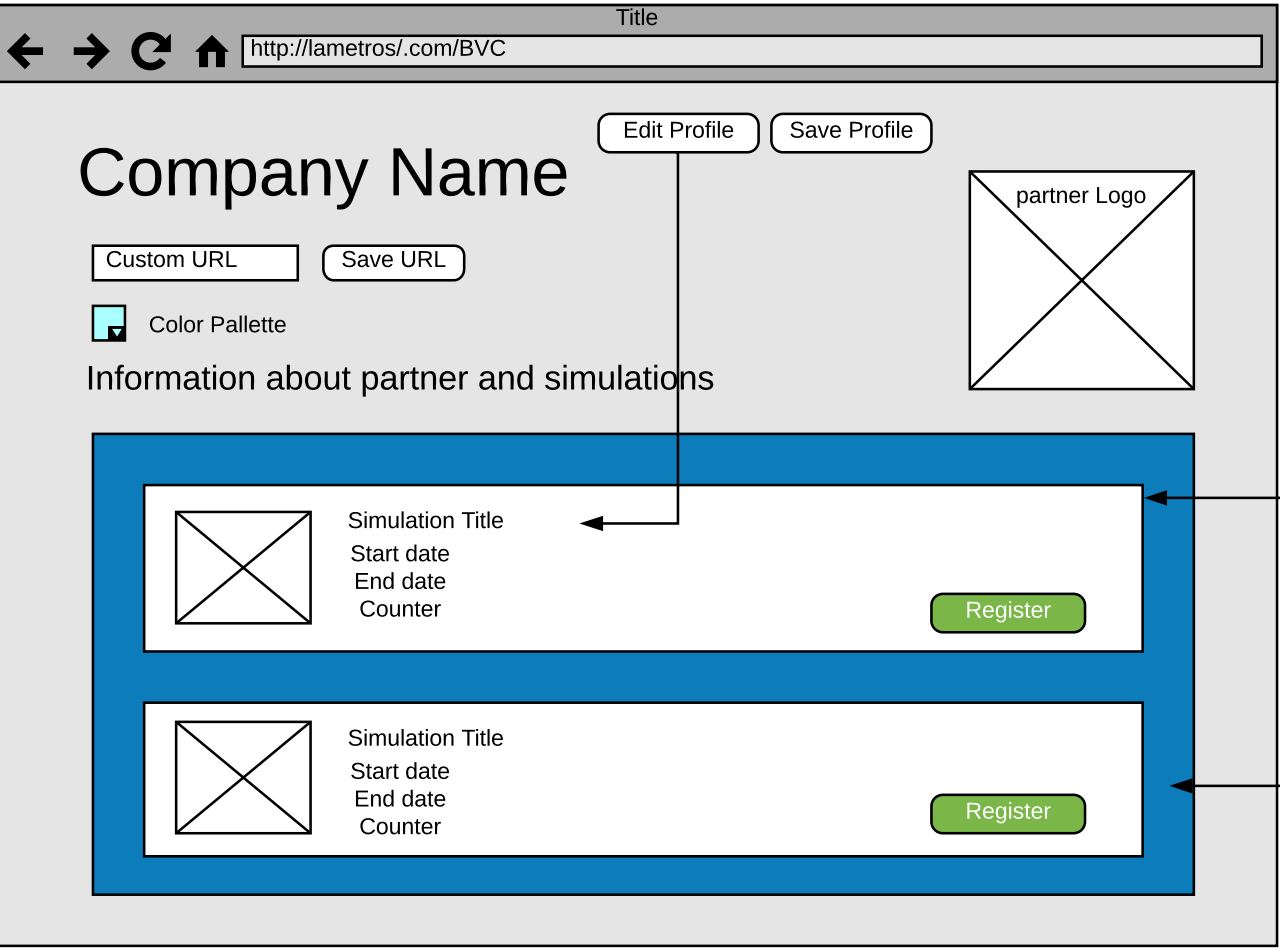 Title
http://lametros/.com/BVC
Edit Profile
Save Profile
Company Name
partner Logo
Custom URL
Save URL
Color Pallette
Information about partner and simulations
Simulation Title
Start date
End date
Counter
Register
Simulation Title
Start date
End date
Counter
Register